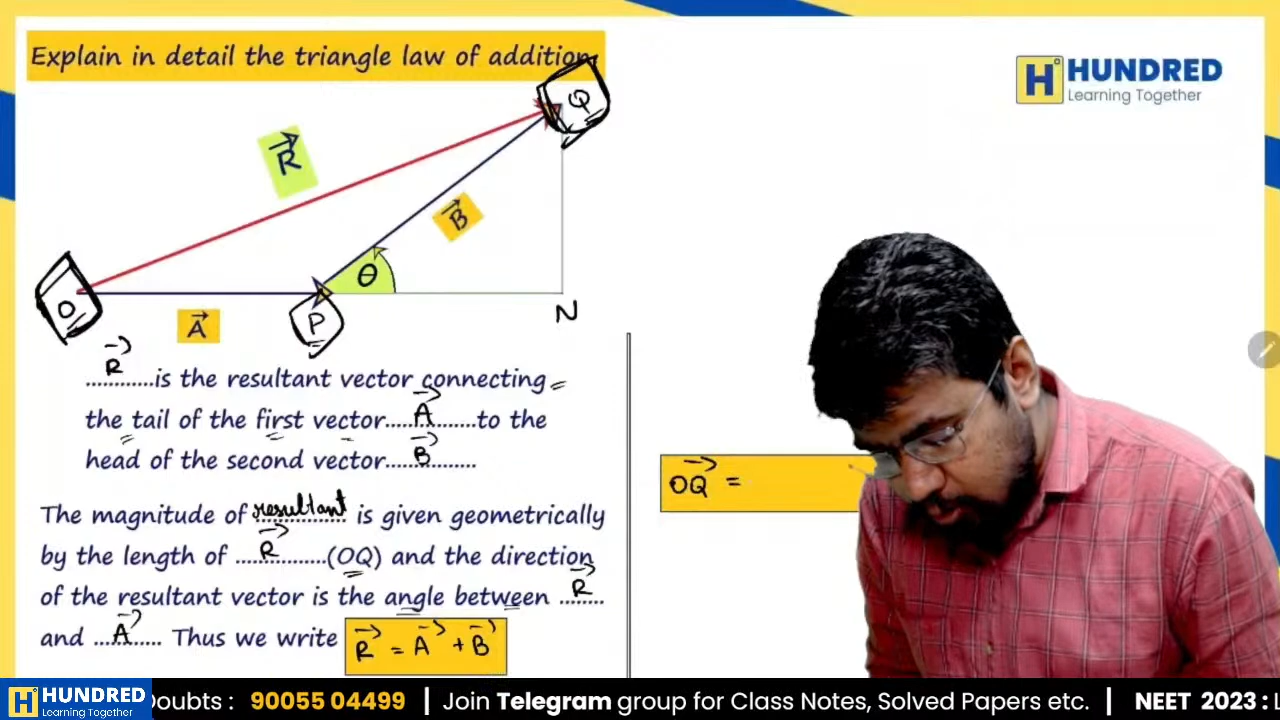 Explain in detail the triangle law of addition.
H HUNDRED
Learning Together
Q
R⃗
B⃗
θ
O
P
N
A⃗
R⃗ ............is the resultant vector connecting
the tail of the first vector.....A⃗.........to the
head of the second vector.....B⃗..........
OQ⃗ =
The magnitude of resultant is given geometrically
by the length of ....R⃗..........(OQ) and the direction
of the resultant vector is the angle between R⃗........
and ....A⃗....... Thus we write R⃗ = A⃗ + B⃗
H HUNDRED
Learning Together
Doubts : 90055 04499 | Join Telegram group for Class Notes, Solved Papers etc. | NEET 2023 :